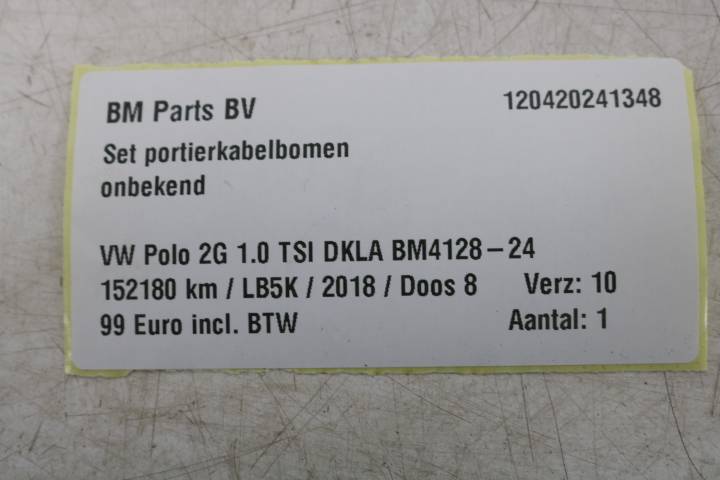 BM Parts BV 120420241348
Set portierkabelbomen
onbekend
VW Polo 2G 1.0 TSI DKLA BM4128-24
152180 km / LB5K / 2018 / Doos 8 Verz: 10
99 Euro incl. BTW Aantal: 1